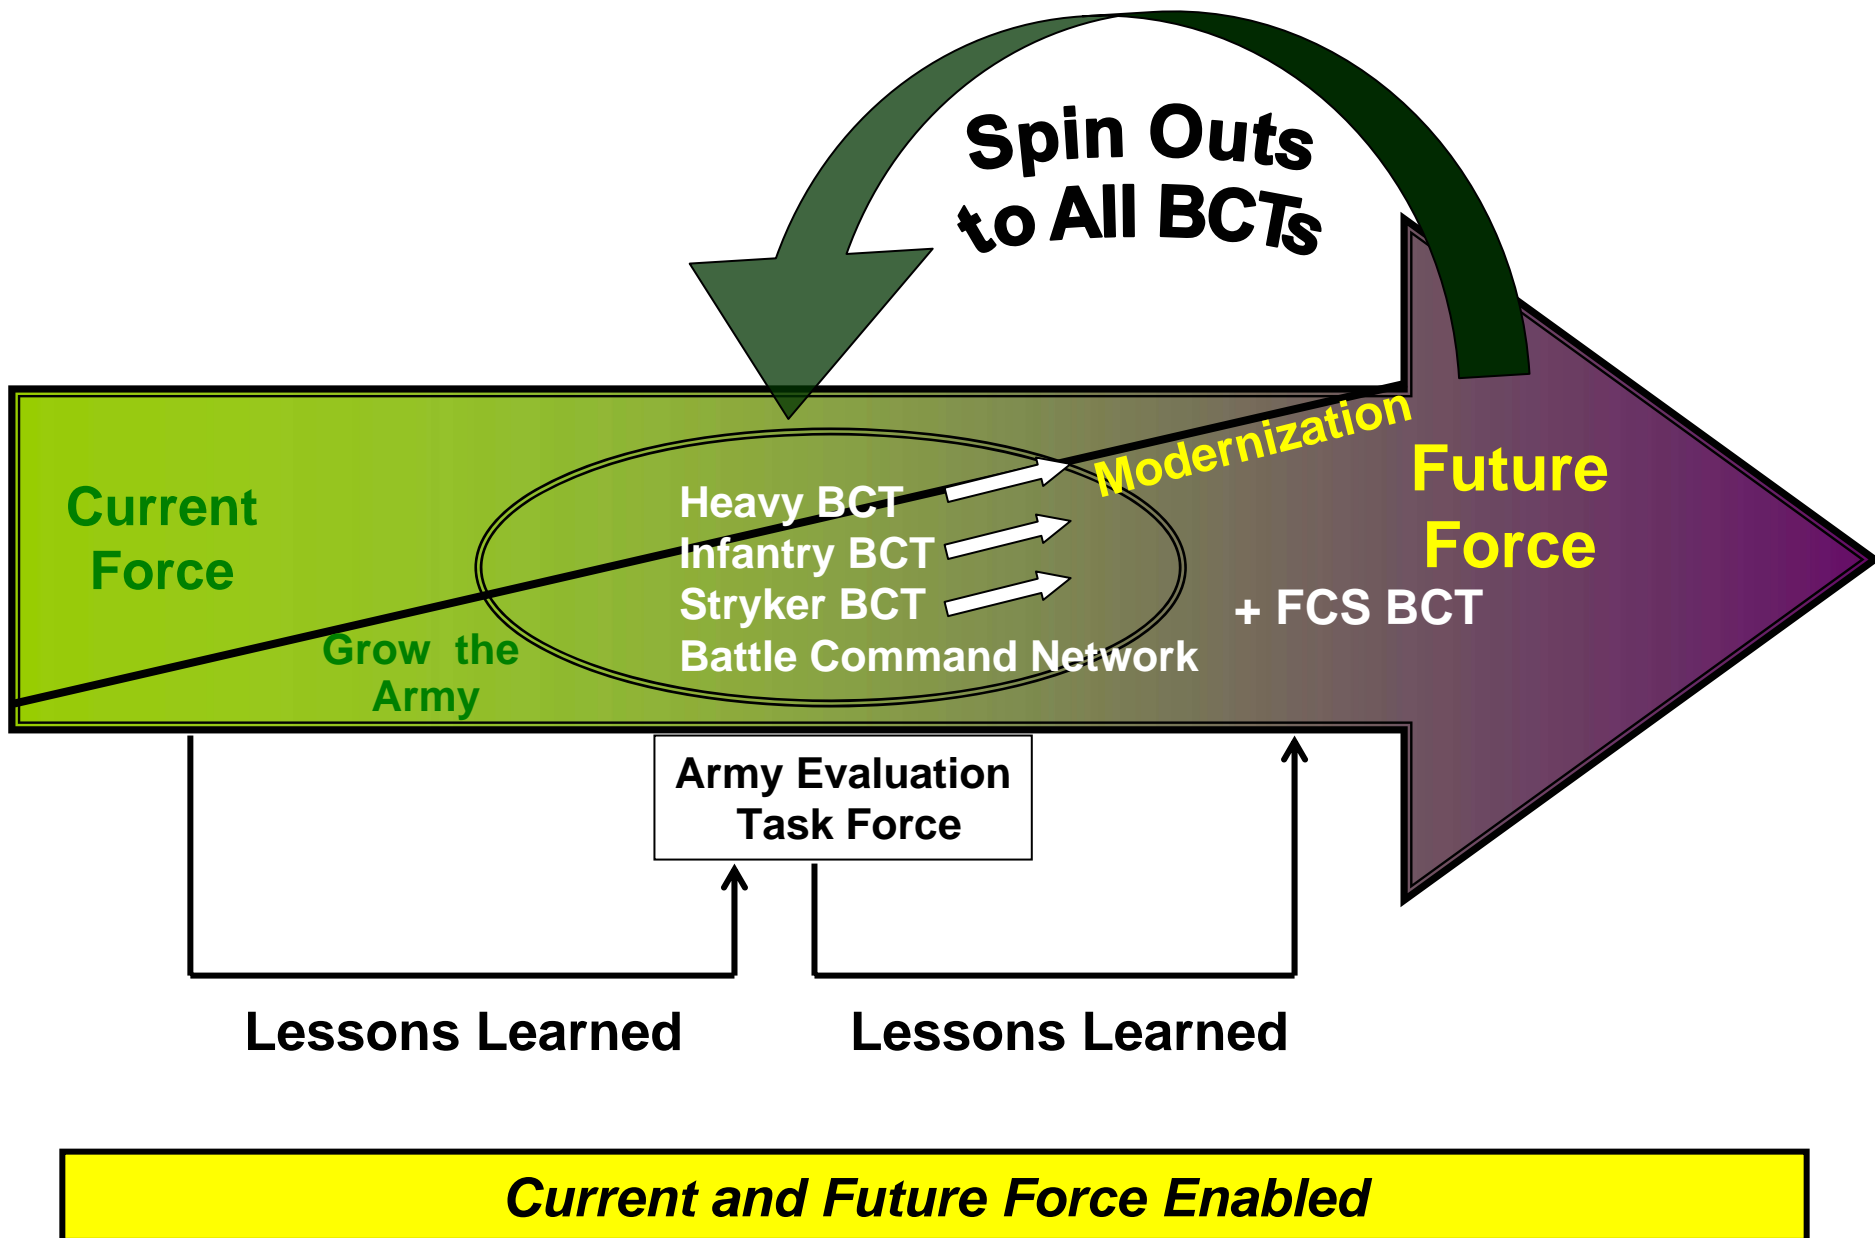 Spin Outs
to All BCTs
Modernization
Current
Force
Grow the
Army
Heavy BCT
Infantry BCT
Stryker BCT
Battle Command Network
Future
Force
+ FCS BCT
Army Evaluation
Task Force
Lessons Learned
Lessons Learned
Current and Future Force Enabled